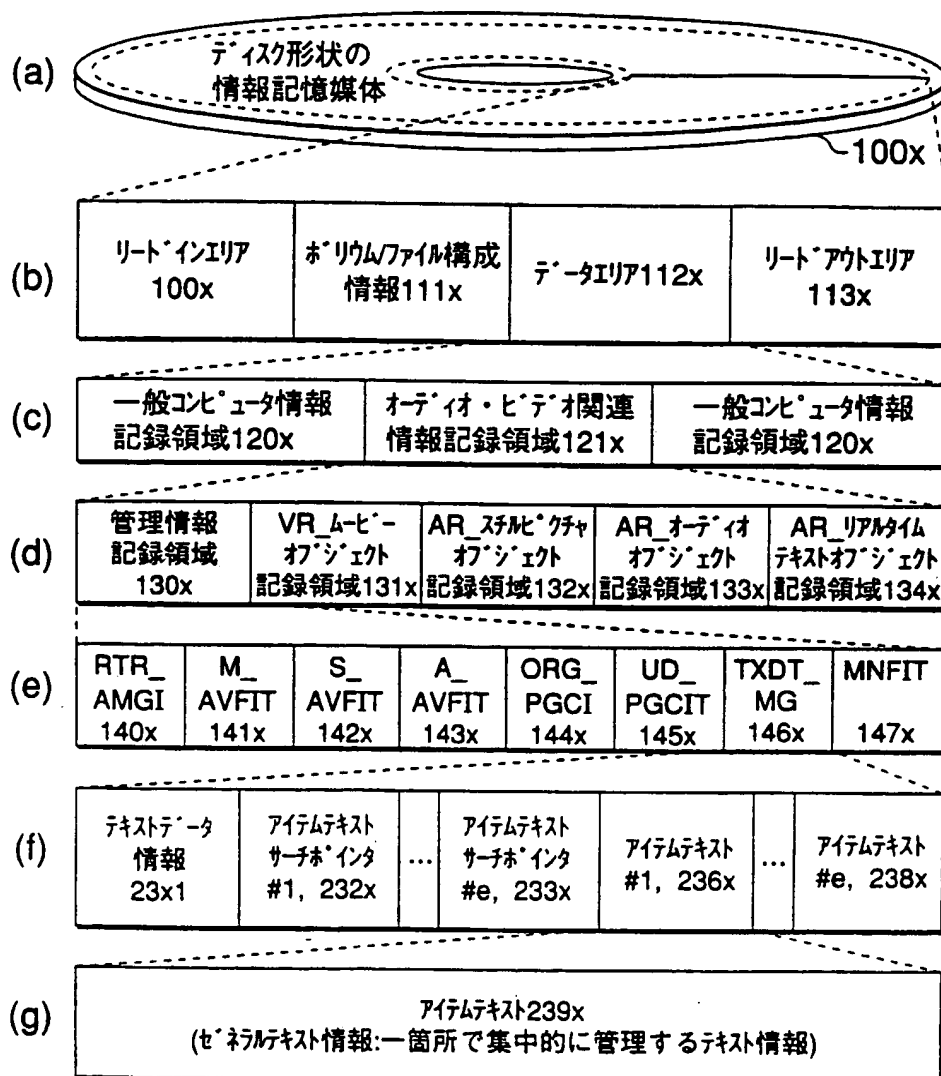 (a)
ディスク形状の
情報記憶媒体
100x
(b)
リードインエリア
100x
ボリウム/ファイル構成
情報111x
データエリア112x
リードアウトエリア
113x
(c)
一般コンピュータ情報
記録領域120x
オーディオ・ビデオ関連
情報記録領域121x
一般コンピュータ情報
記録領域120x
(d)
管理情報
記録領域
130x
VR_ムービー
オブジェクト
記録領域131x
AR_スチルピクチャ
オブジェクト
記録領域132x
AR_オーディオ
オブジェクト
記録領域133x
AR_リアルタイム
テキストオブジェクト
記録領域134x
(e)
RTR_
AMGI
140x
M_
AVFIT
141x
S_
AVFIT
142x
A_
AVFIT
143x
ORG_
PGCI
144x
UD_
PGCIT
145x
TXDT_
MG
146x
MNFIT
147x
(f)
テキストデータ
情報
23x1
アイテムテキスト
サーチポインタ
#1, 232x
...
アイテムテキスト
サーチポインタ
#e, 233x
アイテムテキスト
#1, 236x
...
アイテムテキスト
#e, 238x
(g)
アイテムテキスト239x
(ゼネラルテキスト情報:一箇所で集中的に管理するテキスト情報)